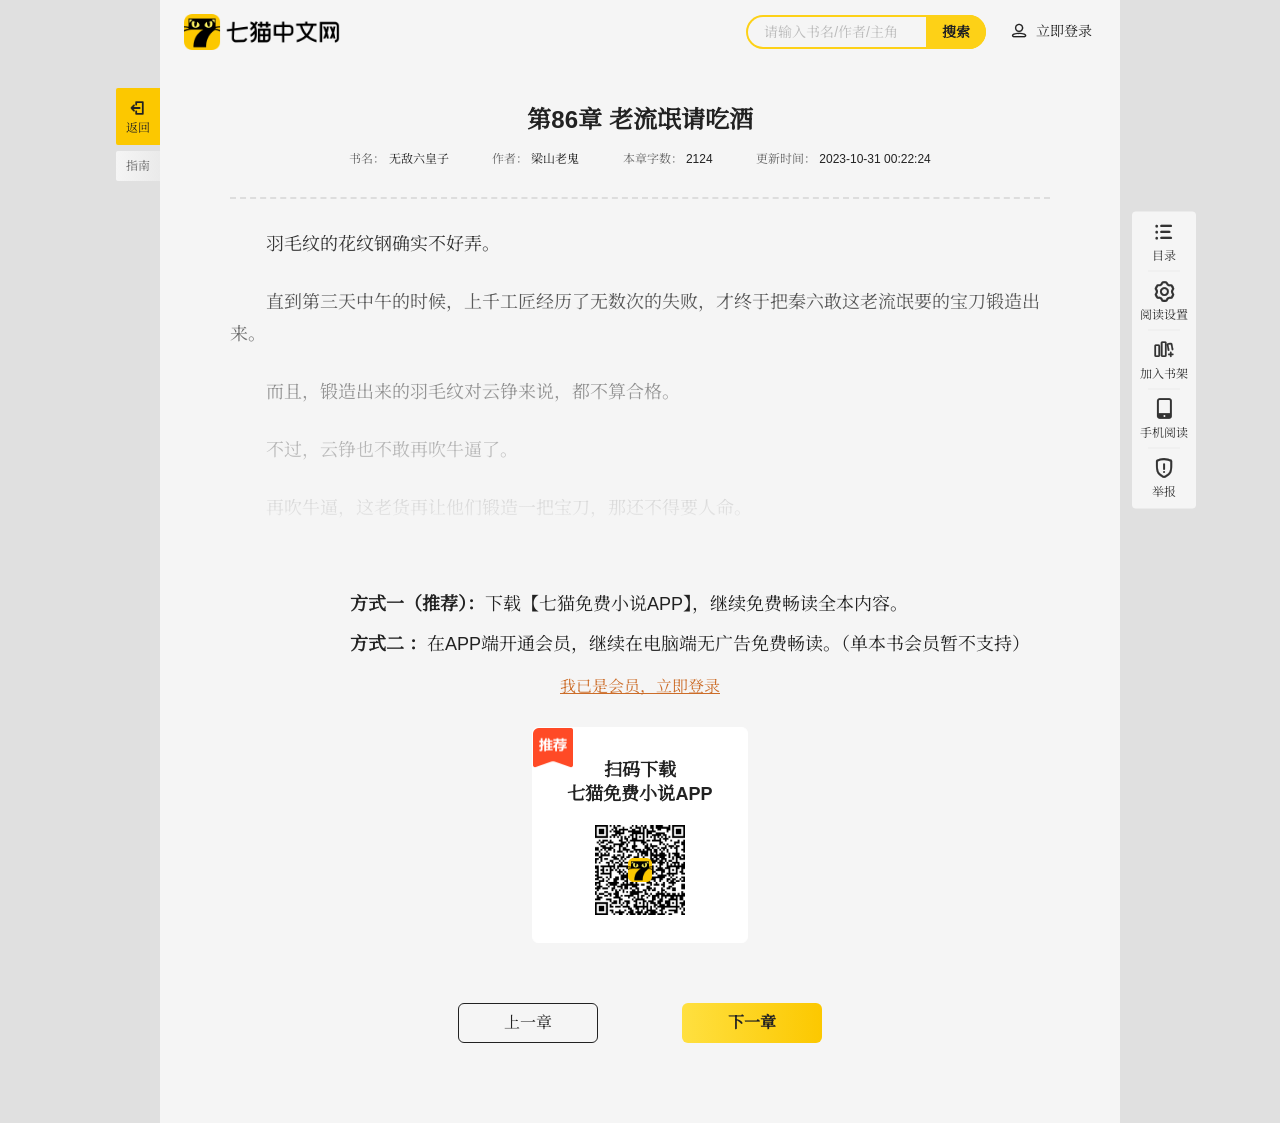 七猫中文网
请输入书名/作者/主角
搜索
立即登录
返回
指南
第86章 老流氓请吃酒
书名： 无敌六皇子 作者： 梁山老鬼 本章字数： 2124 更新时间： 2023-10-31 00:22:24
羽毛纹的花纹钢确实不好弄。
直到第三天中午的时候，上千工匠经历了无数次的失败，才终于把秦六敢这老流氓要的宝刀锻造出
来。
而且，锻造出来的羽毛纹对云铮来说，都不算合格。
不过，云铮也不敢再吹牛逼了。
再吹牛逼，这老货再让他们锻造一把宝刀，那还不得要人命。
目录
阅读设置
加入书架
手机阅读
举报
方式一（推荐）：下载【七猫免费小说APP】，继续免费畅读全本内容。
方式二 ：在APP端开通会员，继续在电脑端无广告免费畅读。（单本书会员暂不支持）
我已是会员，立即登录
推荐
扫码下载
七猫免费小说APP
上一章
下一章